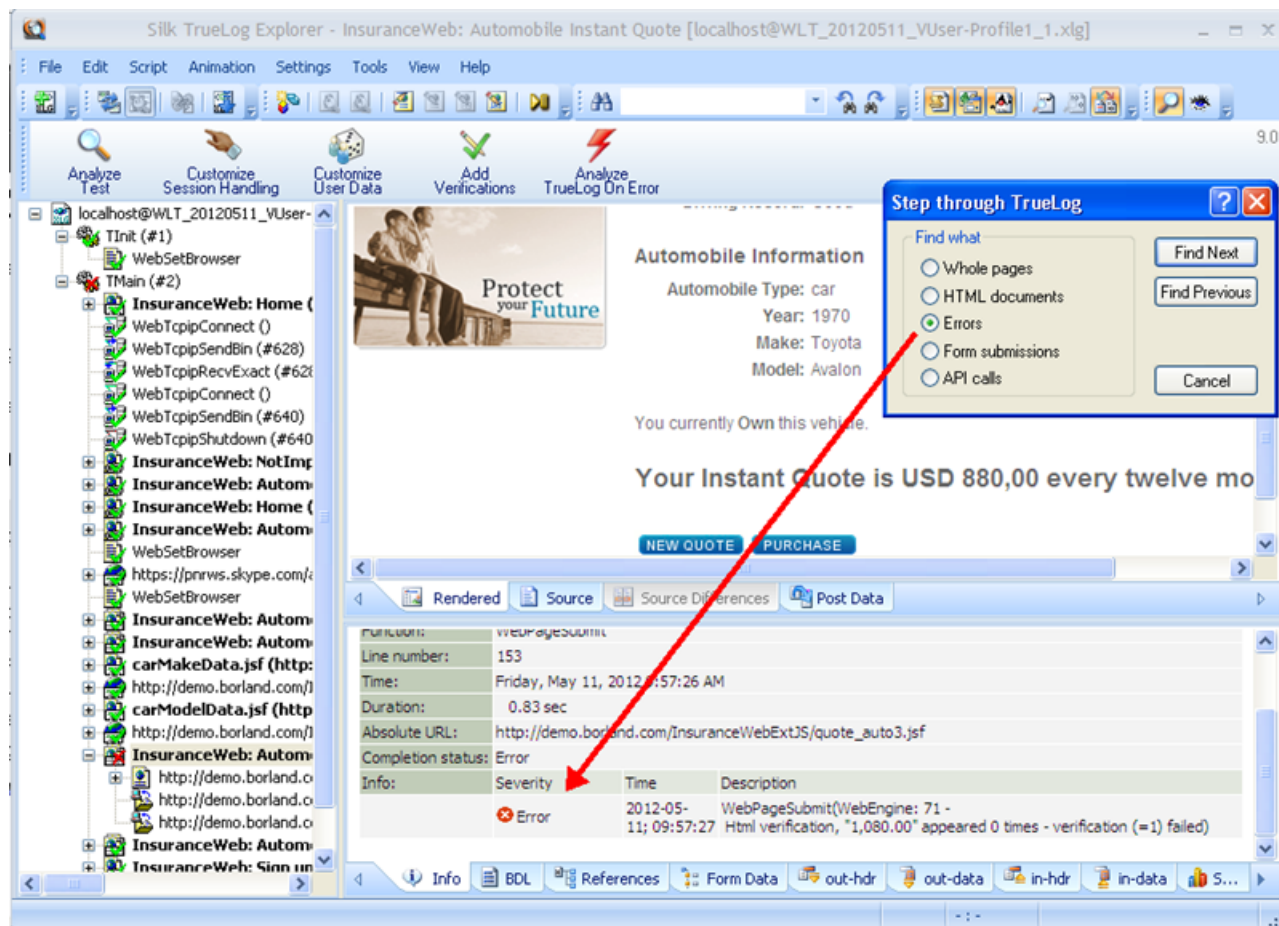 Silk TrueLog Explorer - InsuranceWeb: Automobile Instant Quote [localhost@WLT_20120511_VUser-Profile1_1.xlg]
File Edit Script Animation Settings Tools View Help
9.0
Analyze Test
Customize Session Handling
Customize User Data
Add Verifications
Analyze TrueLog On Error
localhost@WLT_20120511_VUser-
TInit (#1)
WebSetBrowser
TMain (#2)
InsuranceWeb: Home (
WebTcpipConnect ()
WebTcpipSendBin (#628)
WebTcpipRecvExact (#628
WebTcpipConnect ()
WebTcpipSendBin (#640)
WebTcpipShutdown (#640
InsuranceWeb: NotImp
InsuranceWeb: Autom
InsuranceWeb: Home (
InsuranceWeb: Autom
WebSetBrowser
https://pnrws.skype.com/a
WebSetBrowser
InsuranceWeb: Autom
InsuranceWeb: Autom
carMakeData.jsf (http:
http://demo.borland.com/I
carModelData.jsf (http
http://demo.borland.com/I
InsuranceWeb: Autom
http://demo.borland.co
http://demo.borland.co
http://demo.borland.co
InsuranceWeb: Autom
InsuranceWeb: Sign up
Protect
your Future
Automobile Information
Automobile Type: car
Year: 1970
Make: Toyota
Model: Avalon
You currently Own this vehicle.
Your Instant Quote is USD 880,00 every twelve mo
NEW QUOTE PURCHASE
Step through TrueLog
Find what
Whole pages
HTML documents
Errors
Form submissions
API calls
Find Next
Find Previous
Cancel
Rendered Source Source Differences Post Data
Function: WebPageSubmit
Line number: 153
Time: Friday, May 11, 2012 9:57:26 AM
Duration: 0.83 sec
Absolute URL: http://demo.borland.com/InsuranceWebExtJS/quote_auto3.jsf
Completion status: Error
Info: Severity Time Description
Error 2012-05-11; 09:57:27 WebPageSubmit(WebEngine: 71 -
Html verification, "1,080.00" appeared 0 times - verification (=1) failed)
Info BDL References Form Data out-hdr out-data in-hdr in-data S...
- : -